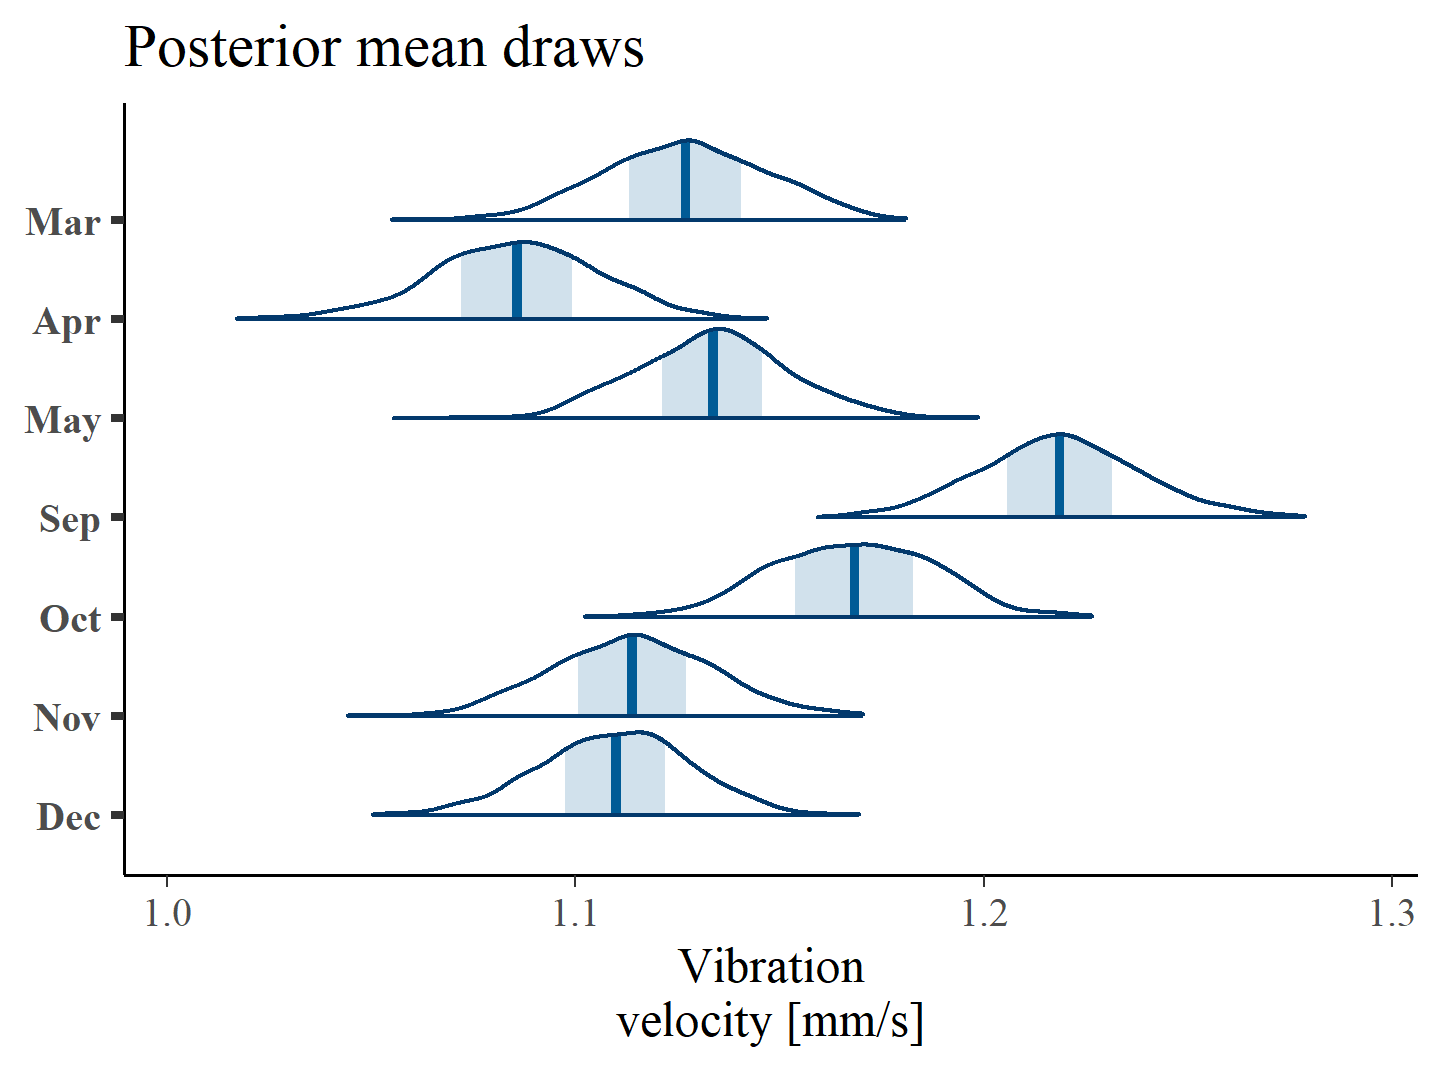 Posterior mean draws
Mar
Apr
May
Sep
Oct
Nov
Dec
1.0 1.1 1.2 1.3
Vibration
velocity [mm/s]